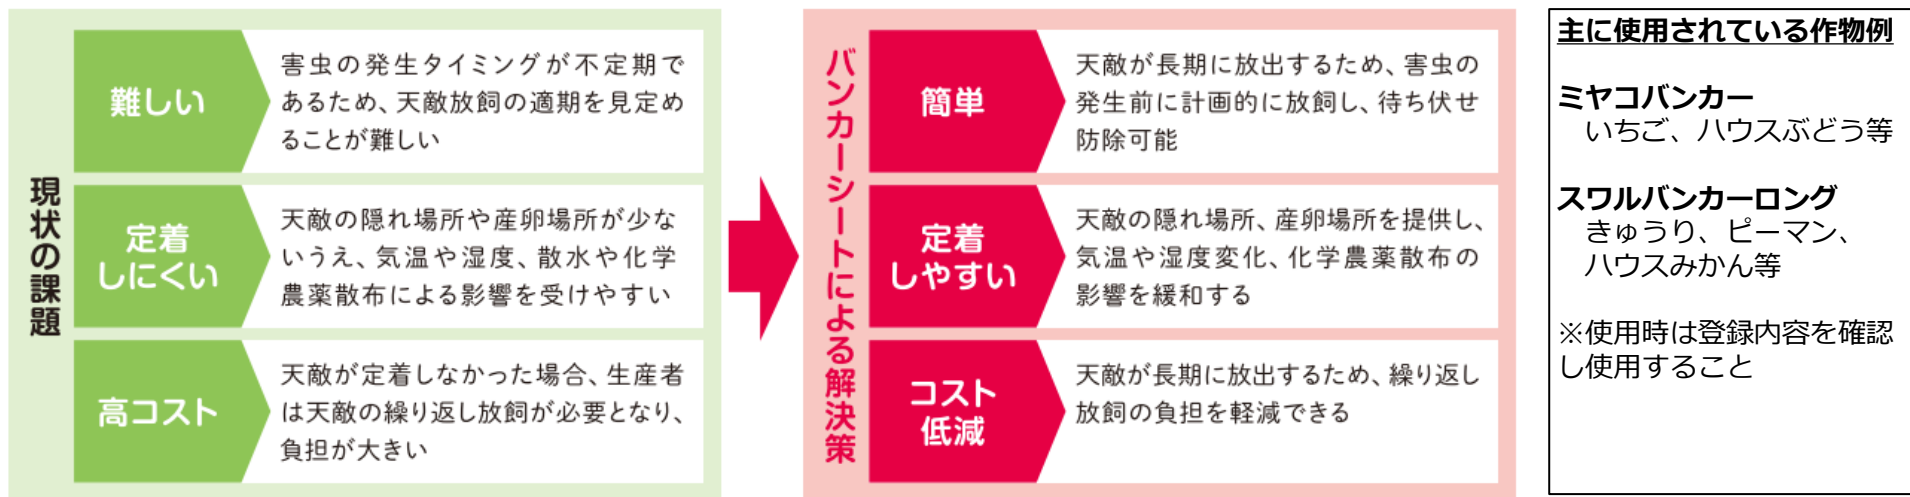 現状の課題
難しい
害虫の発生タイミングが不定期で
あるため、天敵放飼の適期を見定め
ることが難しい
定着
しにくい
天敵の隠れ場所や産卵場所が少な
いうえ、気温や湿度、散水や化学
農薬散布による影響を受けやすい
高コスト
天敵が定着しなかった場合、生産者
は天敵の繰り返し放飼が必要となり、
負担が大きい
バンカーシートによる解決策
簡単
天敵が長期に放出するため、害虫の
発生前に計画的に放飼し、待ち伏せ
防除可能
定着
しやすい
天敵の隠れ場所、産卵場所を提供し、
気温や湿度変化、化学農薬散布の
影響を緩和する
コスト
低減
天敵が長期に放出するため、繰り返し
放飼の負担を軽減できる
主に使用されている作物例
ミヤコバンカー
いちご、ハウスぶどう等
スワルバンカーロング
きゅうり、ピーマン、
ハウスみかん等
※使用時は登録内容を確認
し使用すること